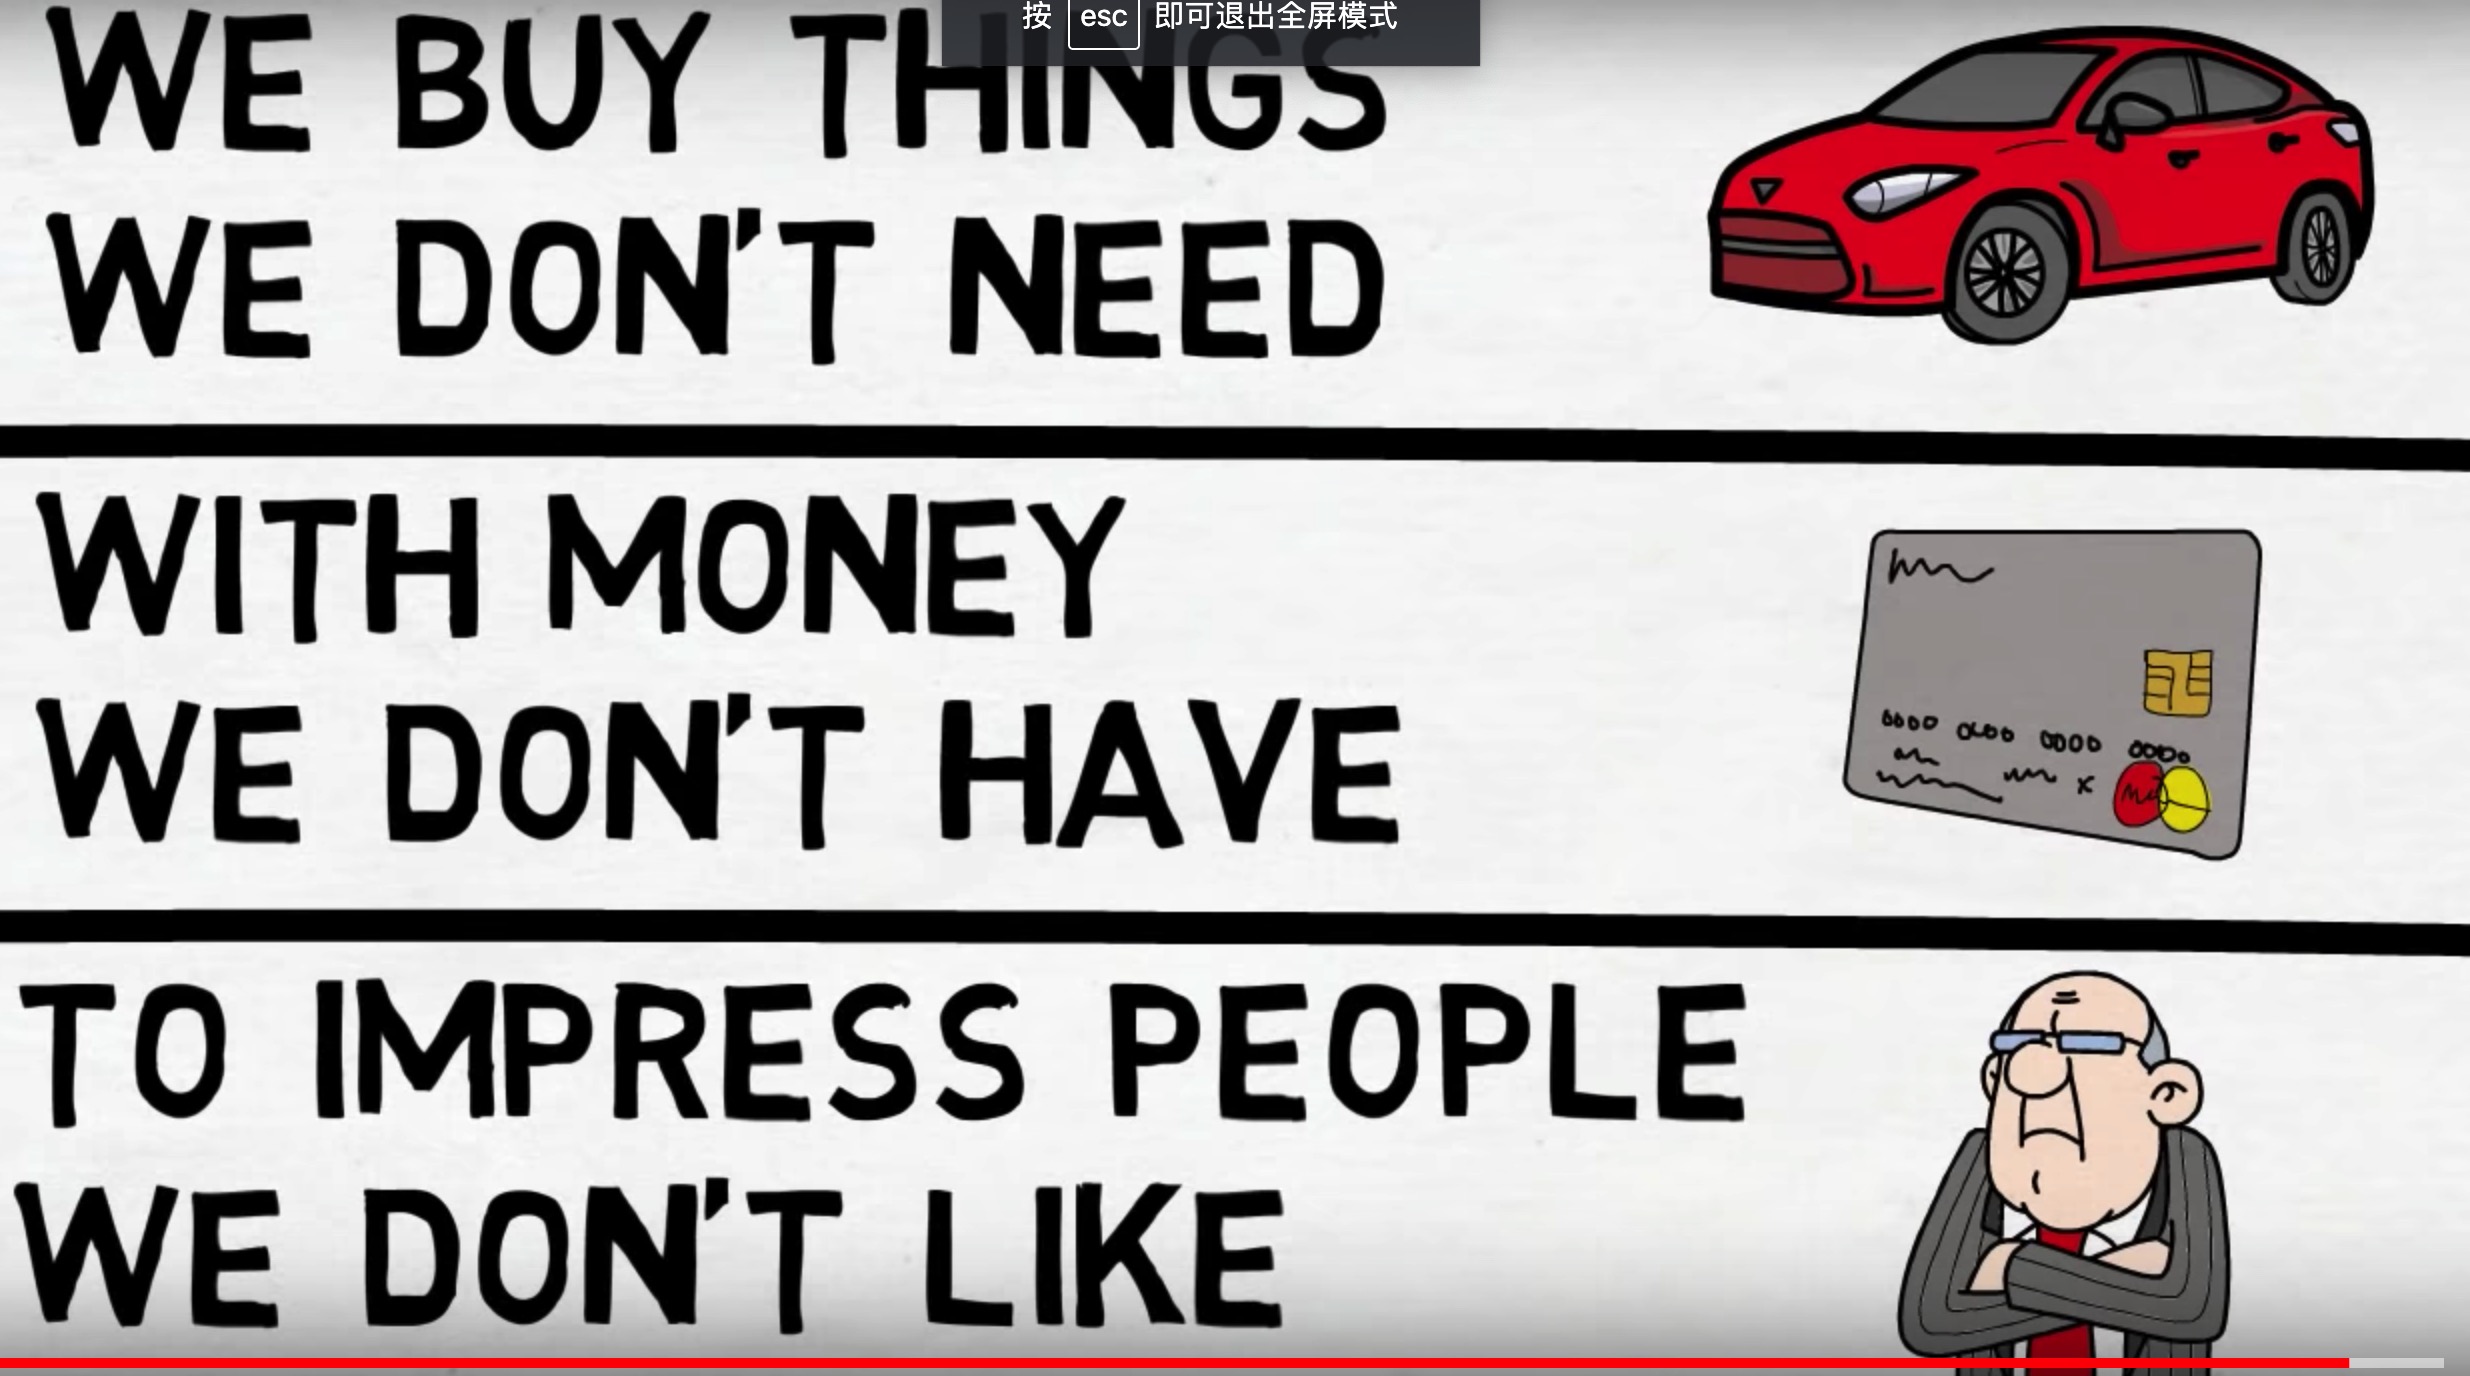 按 esc 即可退出全屏模式
WE BUY THINGS
WE DON'T NEED
WITH MONEY
WE DON'T HAVE
TO IMPRESS PEOPLE
WE DON'T LIKE